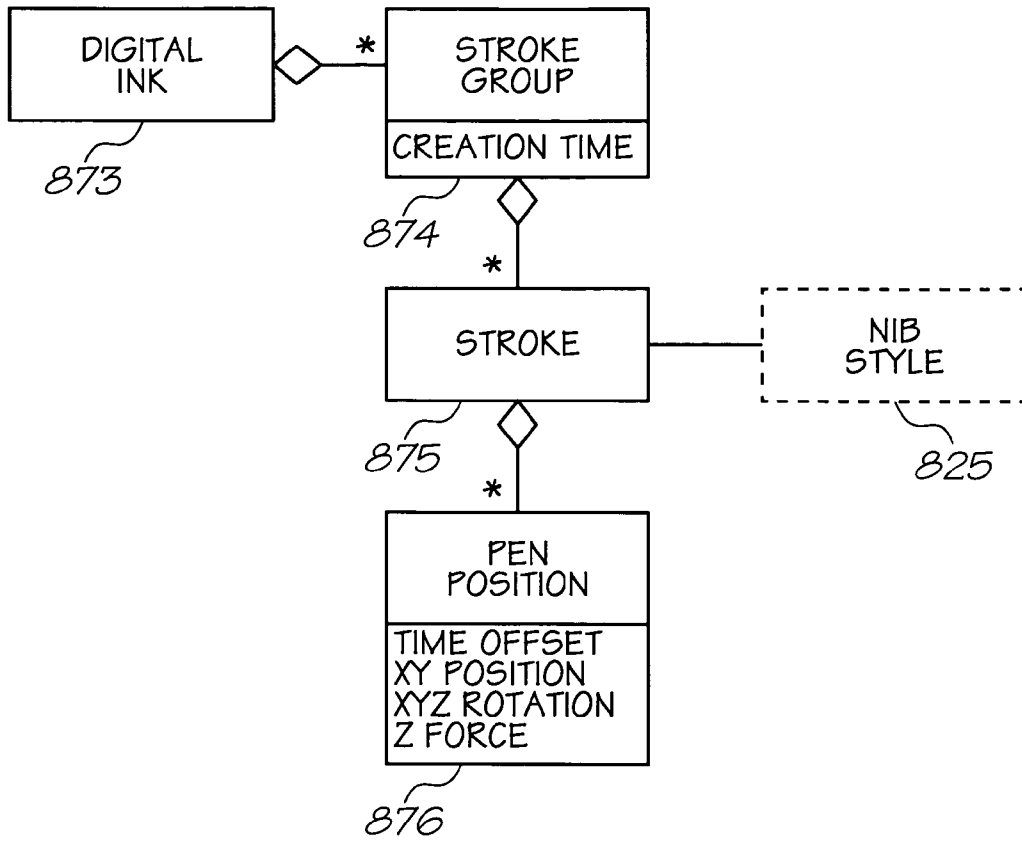 DIGITAL
INK
*
STROKE
GROUP
CREATION TIME
873
874
*
STROKE
NIB
STYLE
875
825
*
PEN
POSITION
TIME OFFSET
XY POSITION
XYZ ROTATION
Z FORCE
876